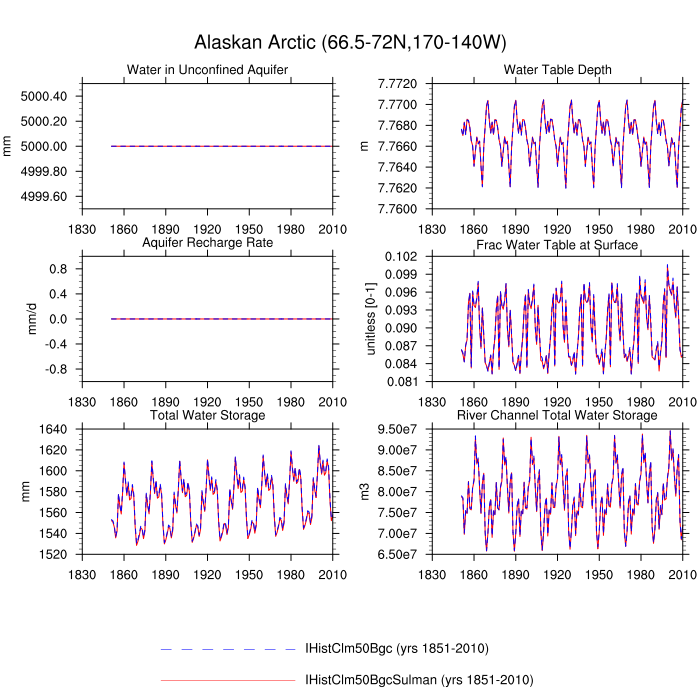 Alaskan Arctic (66.5-72N,170-140W)
Water in Unconfined Aquifer
mm
5000.40
5000.20
5000.00
4999.80
4999.60
1830 1860 1890 1920 1950 1980 2010
Water Table Depth
m
7.7720
7.7700
7.7680
7.7660
7.7640
7.7620
7.7600
1830 1860 1890 1920 1950 1980 2010
Aquifer Recharge Rate
mm/d
0.8
0.4
0.0
-0.4
-0.8
1830 1860 1890 1920 1950 1980 2010
Frac Water Table at Surface
unitless [0-1]
0.102
0.099
0.096
0.093
0.090
0.087
0.084
0.081
1830 1860 1890 1920 1950 1980 2010
Total Water Storage
mm
1640
1620
1600
1580
1560
1540
1520
1830 1860 1890 1920 1950 1980 2010
River Channel Total Water Storage
m3
9.50e7
9.00e7
8.50e7
8.00e7
7.50e7
7.00e7
6.50e7
1830 1860 1890 1920 1950 1980 2010
IHistClm50Bgc (yrs 1851-2010)
IHistClm50BgcSulman (yrs 1851-2010)